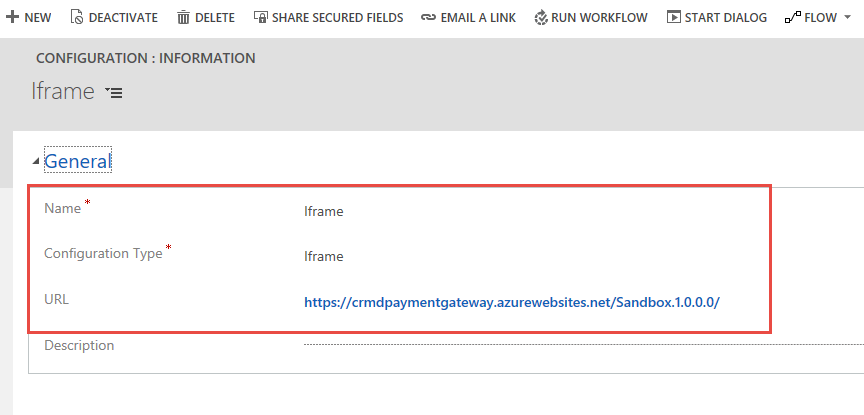 NEW DEACTIVATE DELETE SHARE SECURED FIELDS EMAIL A LINK RUN WORKFLOW START DIALOG FLOW
CONFIGURATION : INFORMATION
Iframe
General
Name * Iframe
Configuration Type * Iframe
URL https://crmdpaymentgateway.azurewebsites.net/Sandbox.1.0.0.0/
Description